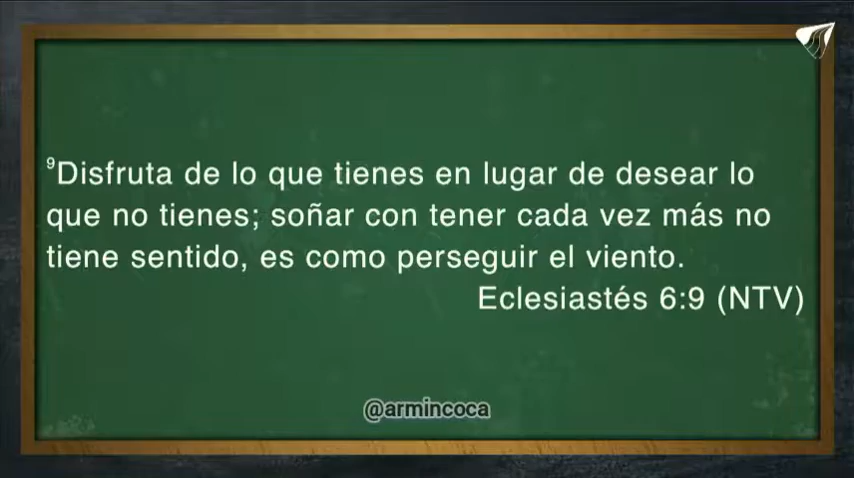 ⁹Disfruta de lo que tienes en lugar de desear lo
que no tienes; soñar con tener cada vez más no
tiene sentido, es como perseguir el viento.
Eclesiastés 6:9 (NTV)
@armincoca